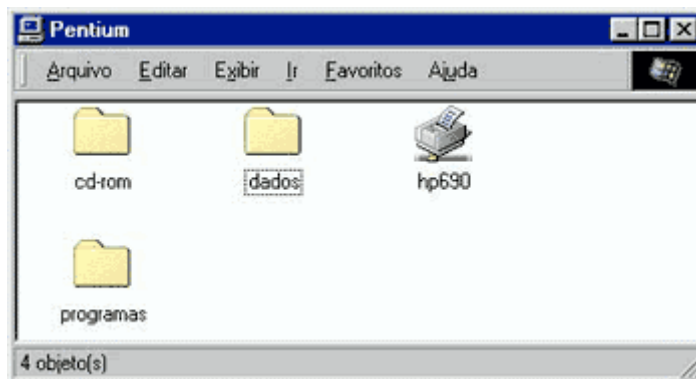 Pentium
Arquivo Editar Exibir Ir Favoritos Ajuda
cd-rom dados hp690
programas
4 objeto(s)